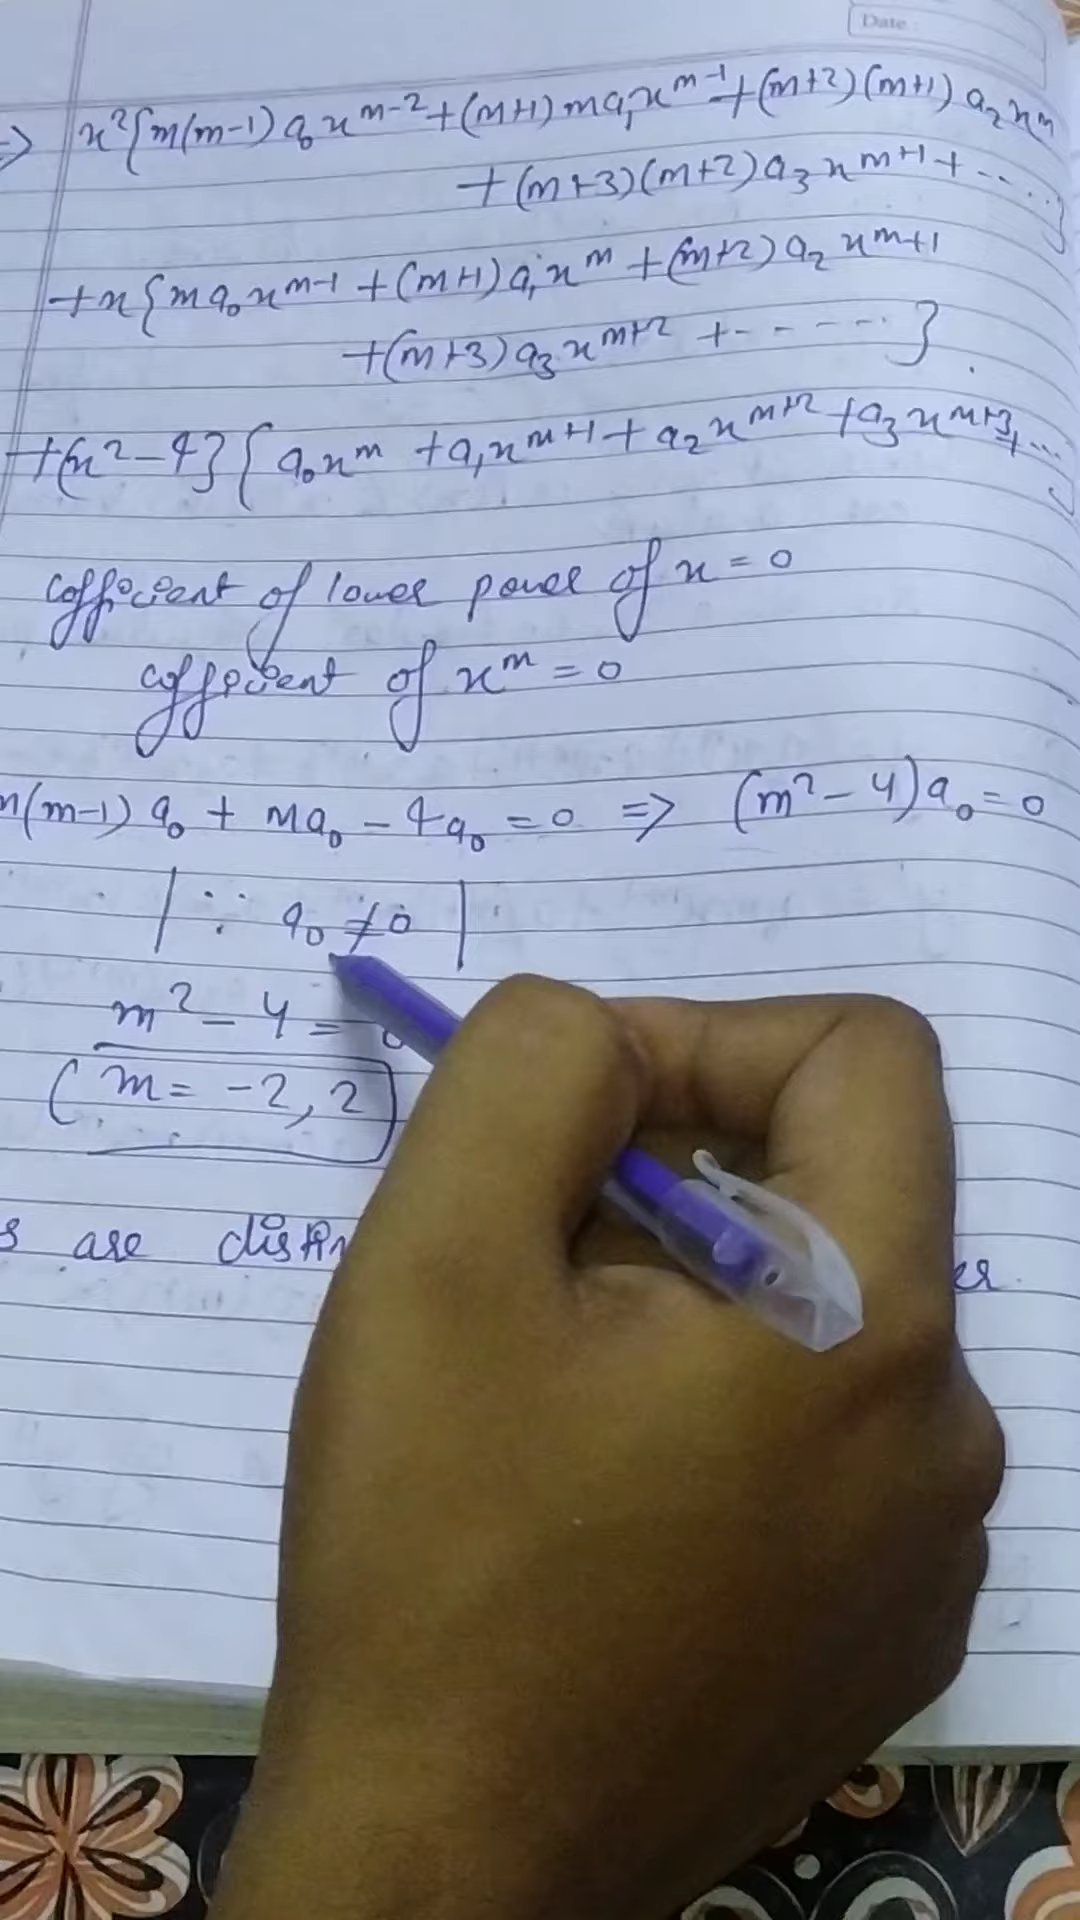 Date :
=> x²{m(m-1)a₀x^{m-2}+(m+1)ma₁x^{m-1}+(m+2)(m+1)a₂x^m
+(m+3)(m+2)a₃x^{m+1}+....}
+x{ma₀x^{m-1}+(m+1)a₁x^m+(m+2)a₂x^{m+1}
+(m+3)a₃x^{m+2}+-----}
+{x²-4}{a₀x^m+a₁x^{m+1}+a₂x^{m+2}+a₃x^{m+3}+...
cofficient of lower power of x=0
cofficient of x^m=0
m(m-1)a₀+ma₀-4a₀=0 => (m²-4)a₀=0
|∵ a₀≠0|
m²-4=0
(m=-2,2)
are